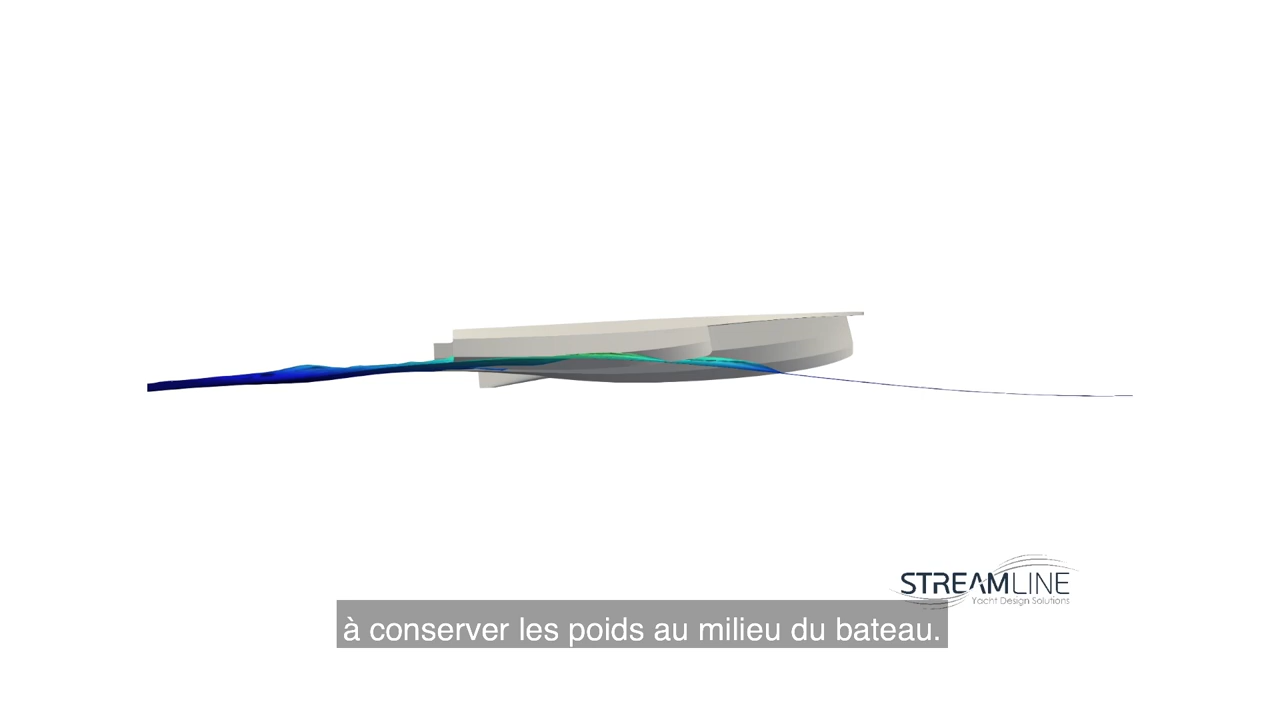 STREAMLINE
Yacht Design Solutions
à conserver les poids au milieu du bateau.